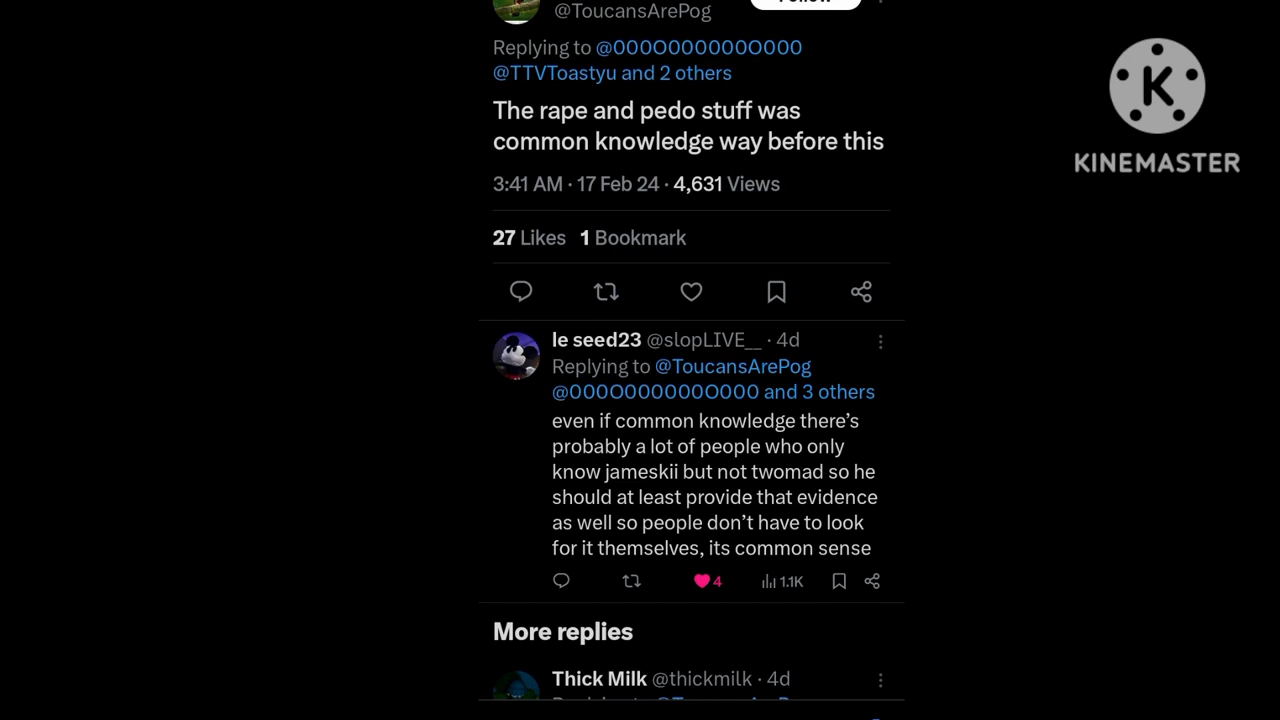 Follow
@ToucansArePog
Replying to @000O000000O000
@TTVToastyu and 2 others
The rape and pedo stuff was
common knowledge way before this
3:41 AM · 17 Feb 24 · 4,631 Views
27 Likes 1 Bookmark
le seed23 @slopLIVE__ · 4d
Replying to @ToucansArePog
@000O000000O000 and 3 others
even if common knowledge there’s
probably a lot of people who only
know jameskii but not twomad so he
should at least provide that evidence
as well so people don’t have to look
for it themselves, its common sense
4 1.1K
More replies
Thick Milk @thickmilk · 4d
K
KINEMASTER